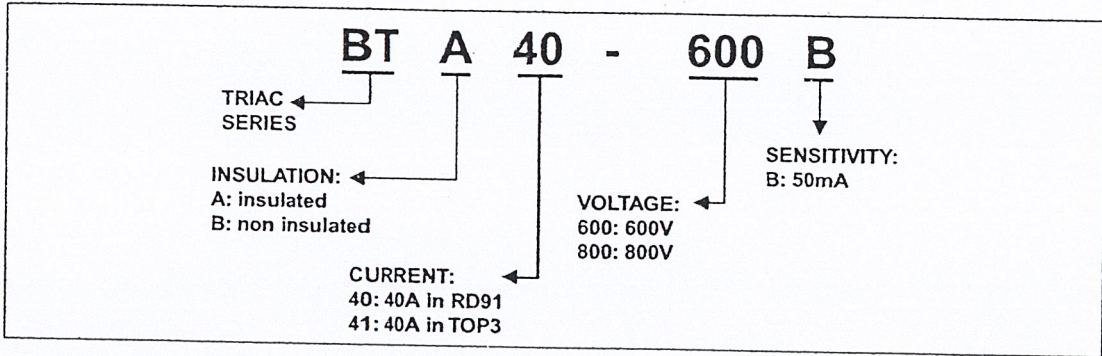 BT A 40 - 600 B
TRIAC
SERIES
INSULATION:
A: insulated
B: non insulated
CURRENT:
40: 40A in RD91
41: 40A in TOP3
VOLTAGE:
600: 600V
800: 800V
SENSITIVITY:
B: 50mA